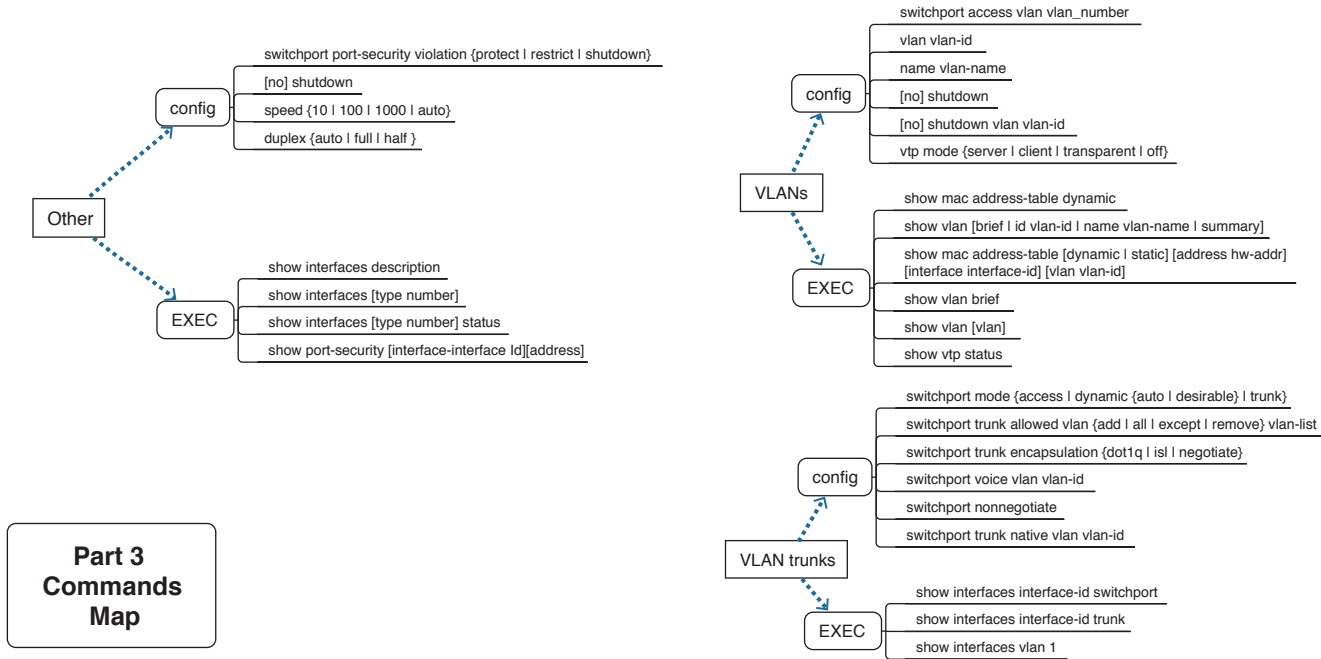 Other
config
switchport port-security violation {protect | restrict | shutdown}
[no] shutdown
speed {10 | 100 | 1000 | auto}
duplex {auto | full | half }
EXEC
show interfaces description
show interfaces [type number]
show interfaces [type number] status
show port-security [interface-interface Id][address]
VLANs
config
switchport access vlan vlan_number
vlan vlan-id
name vlan-name
[no] shutdown
[no] shutdown vlan vlan-id
vtp mode {server | client | transparent | off}
EXEC
show mac address-table dynamic
show vlan [brief | id vlan-id | name vlan-name | summary]
show mac address-table [dynamic | static] [address hw-addr]
[interface interface-id] [vlan vlan-id]
show vlan brief
show vlan [vlan]
show vtp status
VLAN trunks
config
switchport mode {access | dynamic {auto | desirable} | trunk}
switchport trunk allowed vlan {add | all | except | remove} vlan-list
switchport trunk encapsulation {dot1q | isl | negotiate}
switchport voice vlan vlan-id
switchport nonnegotiate
switchport trunk native vlan vlan-id
EXEC
show interfaces interface-id switchport
show interfaces interface-id trunk
show interfaces vlan 1
Part 3
Commands
Map